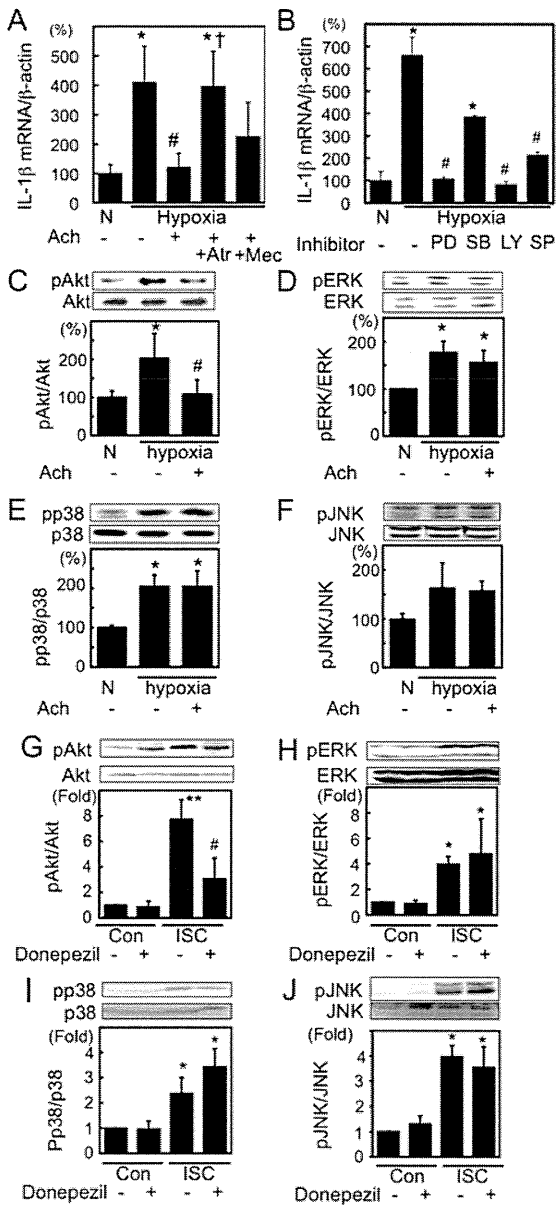 A
(%)
500
400
300
200
100
0
IL-1β mRNA/β-actin
* # *†
N Hypoxia
Ach - - + + +
+Atr +Mec
B
(%)
800
700
600
500
400
300
200
100
0
IL-1β mRNA/β-actin
* # * # #
N Hypoxia
Inhibitor - - PD SB LY SP
C
pAkt
Akt
(%)
200
100
0
pAkt/Akt
* #
N hypoxia
Ach - - +
D
pERK
ERK
(%)
200
100
0
pERK/ERK
* *
N hypoxia
Ach - - +
E
pp38
p38
(%)
200
100
0
pp38/p38
* *
N hypoxia
Ach - - +
F
pJNK
JNK
(%)
200
100
0
pJNK/JNK
N hypoxia
Ach - - +
G
pAkt
Akt
(Fold)
8
6
4
2
0
pAkt/Akt
** #
Con ISC
Donepezil - + - +
H
pERK
ERK
(Fold)
8
6
4
2
0
pERK/ERK
* *
Con ISC
Donepezil - + - +
I
pp38
p38
(Fold)
4
3
2
1
0
Pp38/p38
* *
Con ISC
Donepezil - + - +
J
pJNK
JNK
(Fold)
4
2
0
pJNK/JNK
* *
Con ISC
Donepezil - + - +